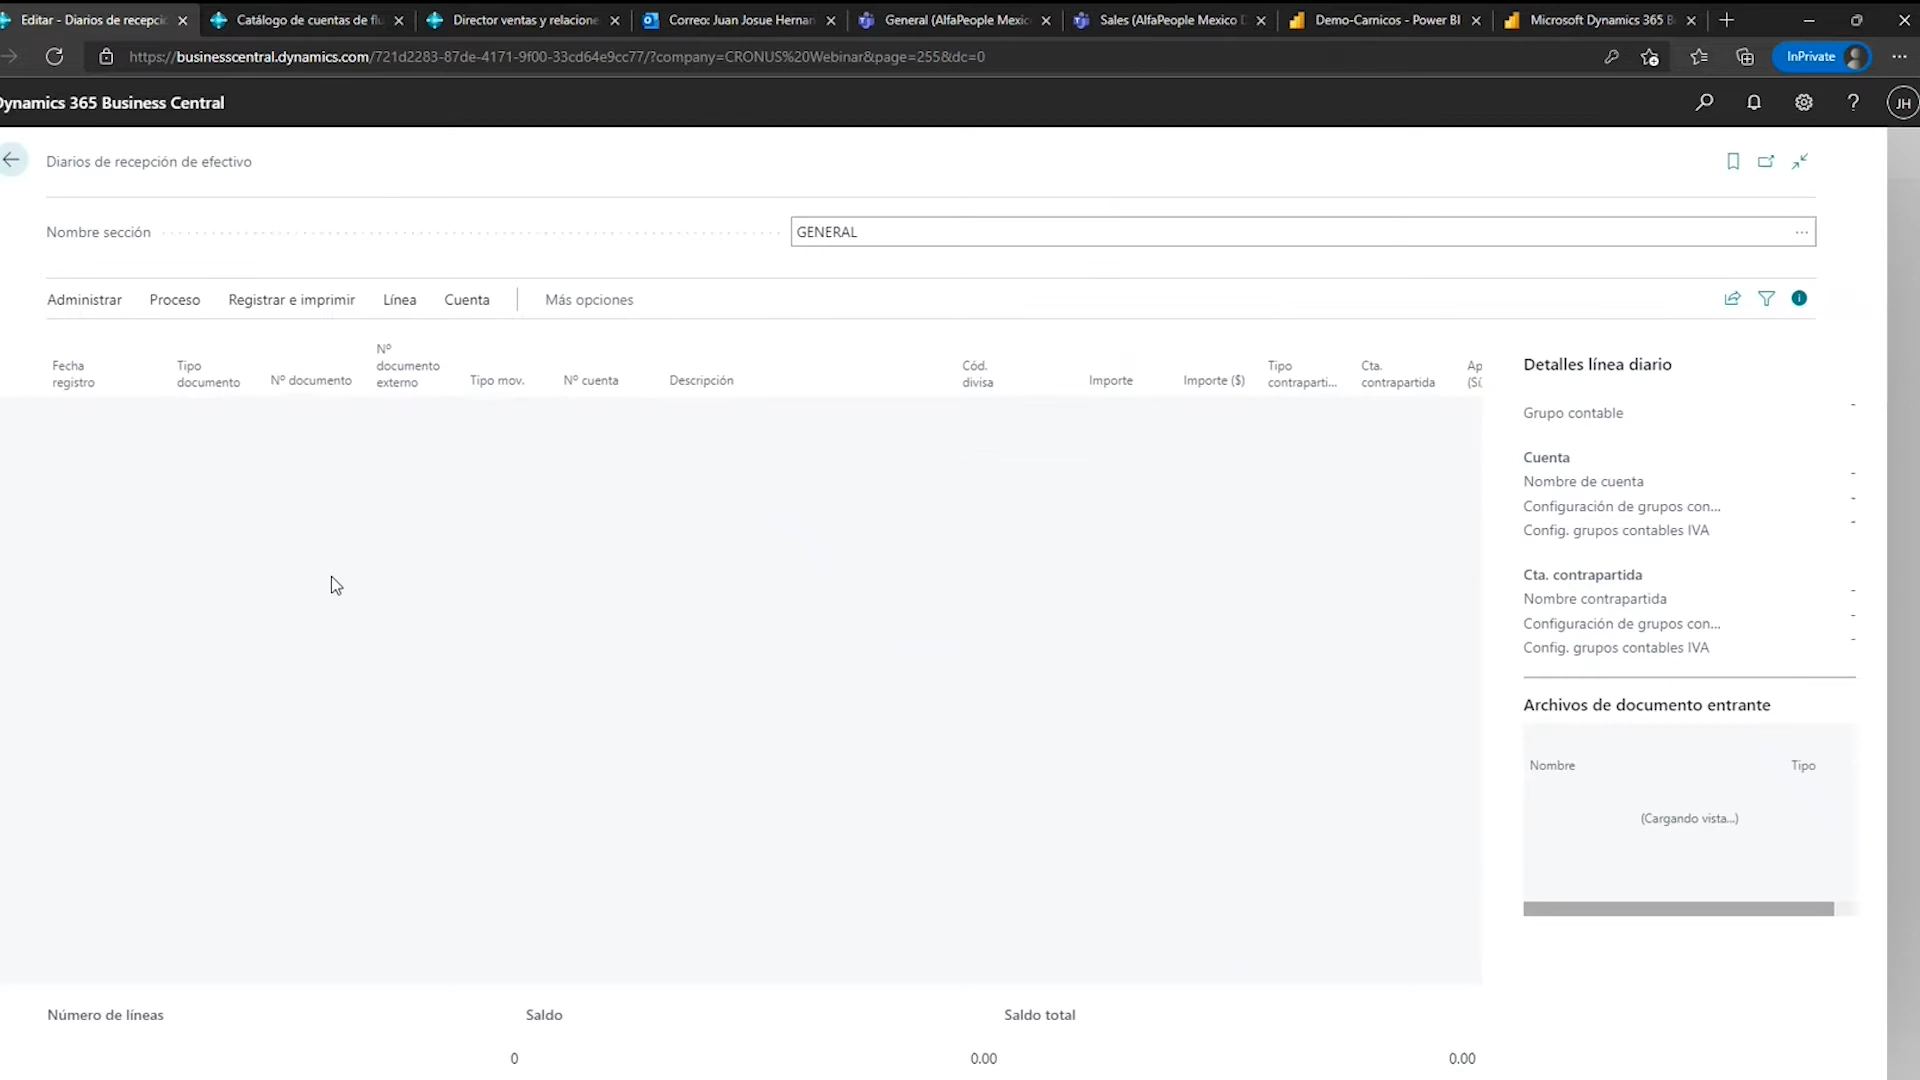 Editar - Diarios de recepci
Catálogo de cuentas de flu
Director ventas y relacione
Correo: Juan Josue Hernan
General (AlfaPeople Mexic
Sales (AlfaPeople Mexico D
Demo-Carnicos - Power BI
Microsoft Dynamics 365 B
https://businesscentral.dynamics.com/721d2283-87de-4171-9f00-33cd64e9cc77/?company=CRONUS%20Webinar&page=255&dc=0
InPrivate
Dynamics 365 Business Central
JH
Diarios de recepción de efectivo
Nombre sección
GENERAL
Administrar
Proceso
Registrar e imprimir
Línea
Cuenta
Más opciones
Fecha registro
Tipo documento
Nº documento
Nº documento externo
Tipo mov.
Nº cuenta
Descripción
Cód. divisa
Importe
Importe ($)
Tipo contraparti...
Cta. contrapartida
Ap (Sí
Detalles línea diario
Grupo contable -
Cuenta
Nombre de cuenta -
Configuración de grupos con... -
Config. grupos contables IVA -
Cta. contrapartida
Nombre contrapartida -
Configuración de grupos con... -
Config. grupos contables IVA -
Archivos de documento entrante
Nombre Tipo
(Cargando vista...)
Número de líneas
Saldo
Saldo total
0
0.00
0.00